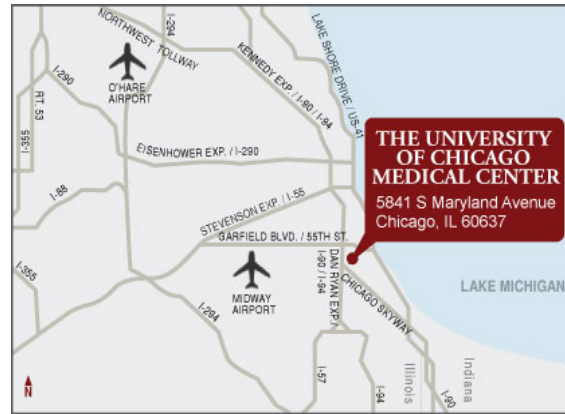 I-294
NORTHWEST TOLLWAY
LAKE SHORE DRIVE / US-41
KENNEDY EXP. / I-80 / I-94
I-290
O'HARE
AIRPORT
RT. 53
I-355
EISENHOWER EXP. / I-290
THE UNIVERSITY
OF CHICAGO
MEDICAL CENTER
5841 S Maryland Avenue
Chicago, IL 60637
I-88
STEVENSON EXP. / I-55
GARFIELD BLVD. / 55TH ST.
DAN RYAN EXP./
I-90 / I-94
CHICAGO SKYWAY
I-355
MIDWAY
AIRPORT
LAKE MICHIGAN
I-294
I-57
I-94
Illinois
Indiana
I-90
N